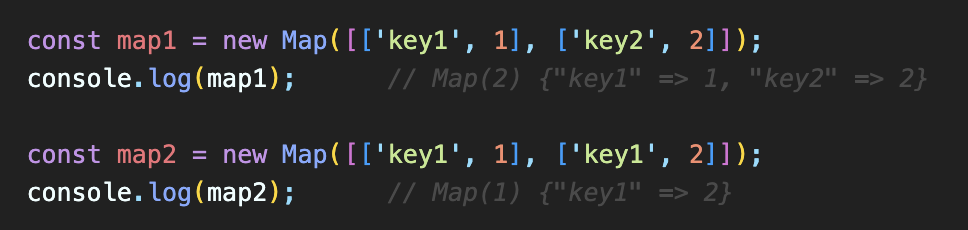 const map1 = new Map([['key1', 1], ['key2', 2]]);
console.log(map1);      // Map(2) {"key1" => 1, "key2" => 2}
const map2 = new Map([['key1', 1], ['key1', 2]]);
console.log(map2);      // Map(1) {"key1" => 2}